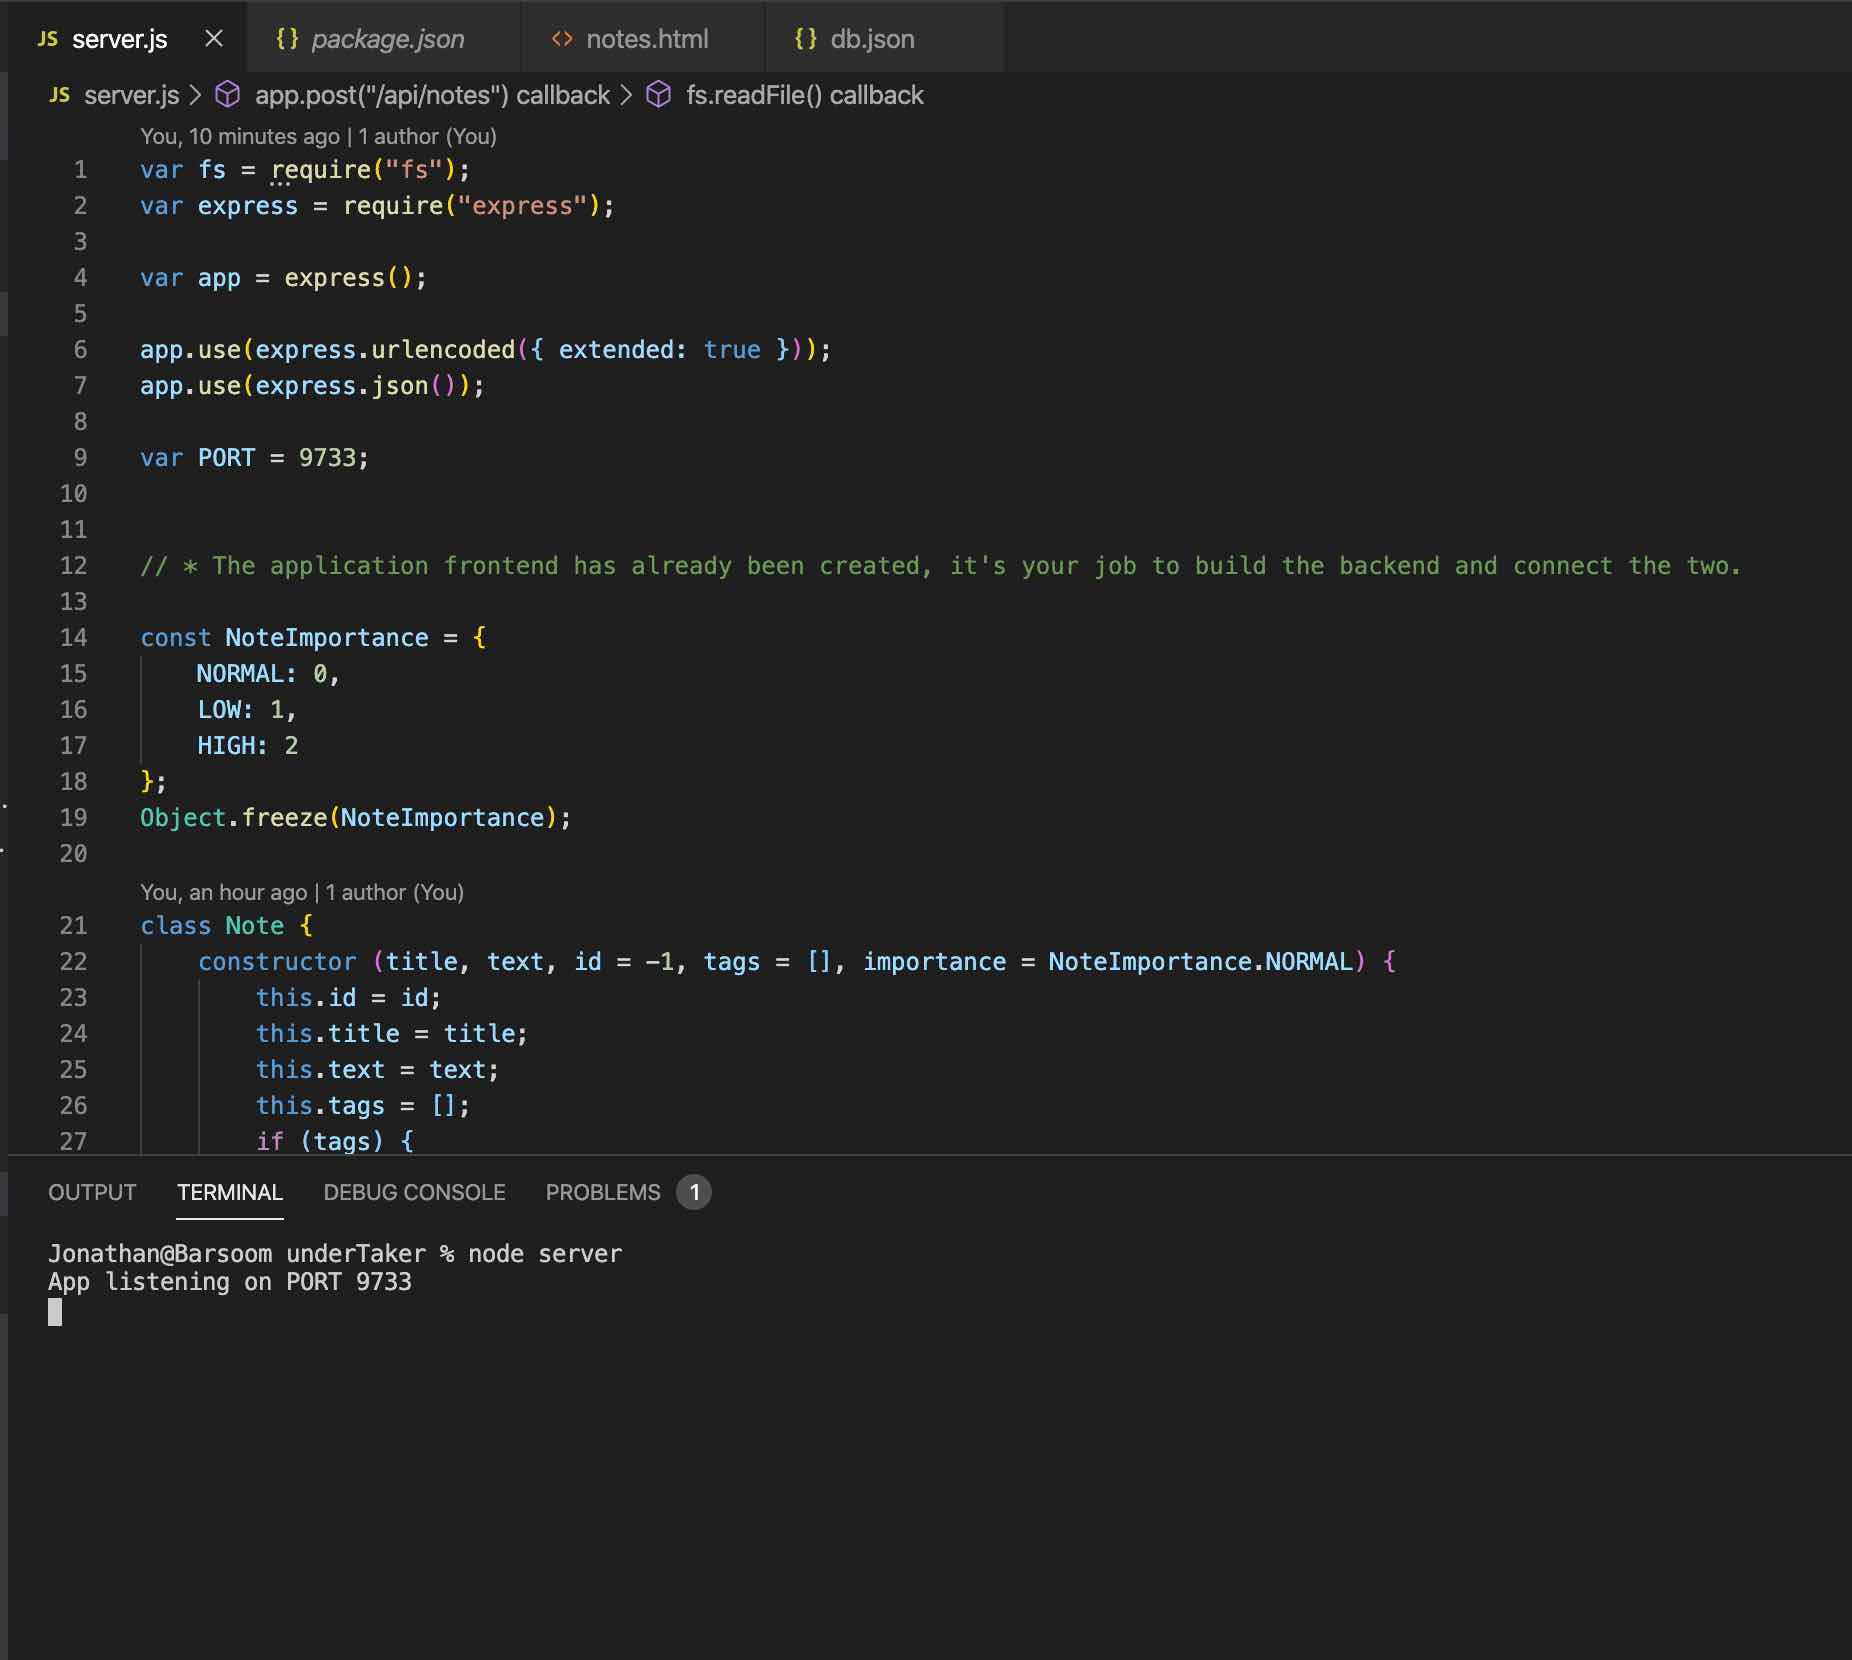 JS server.js × {} package.json <> notes.html {} db.json
JS server.js > app.post("/api/notes") callback > fs.readFile() callback
You, 10 minutes ago | 1 author (You)
1 var fs = require("fs");
2 var express = require("express");
3
4 var app = express();
5
6 app.use(express.urlencoded({ extended: true }));
7 app.use(express.json());
8
9 var PORT = 9733;
10
11
12 // * The application frontend has already been created, it's your job to build the backend and connect the two.
13
14 const NoteImportance = {
15     NORMAL: 0,
16     LOW: 1,
17     HIGH: 2
18 };
19 Object.freeze(NoteImportance);
20
You, an hour ago | 1 author (You)
21 class Note {
22     constructor (title, text, id = -1, tags = [], importance = NoteImportance.NORMAL) {
23         this.id = id;
24         this.title = title;
25         this.text = text;
26         this.tags = [];
27         if (tags) {
OUTPUT TERMINAL DEBUG CONSOLE PROBLEMS 1
Jonathan@Barsoom underTaker % node server
App listening on PORT 9733